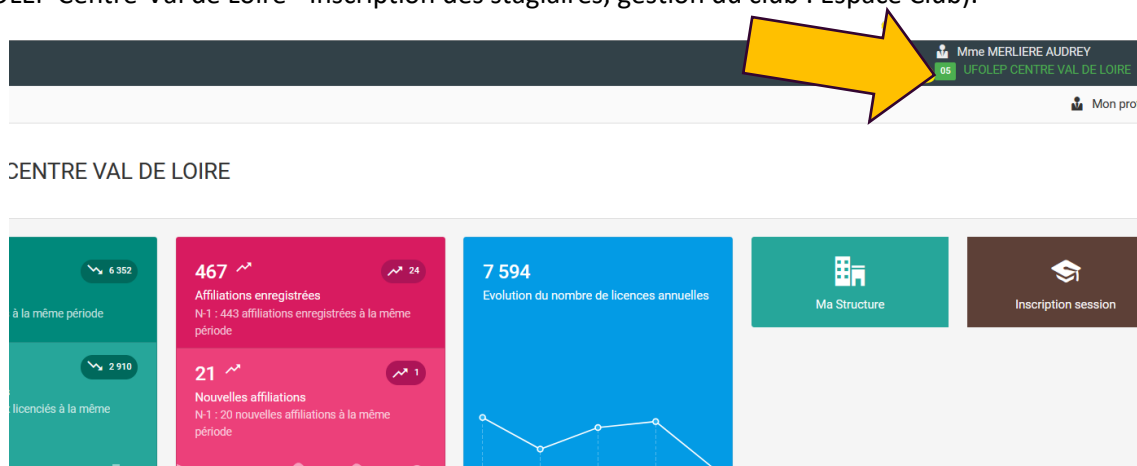 OLEP Centre-Val de Loire - Inscription des stagiaires, gestion du club : Espace Club).
Mme MERLIERE AUDREY
05 UFOLEP CENTRE VAL DE LOIRE
Mon pro
CENTRE VAL DE LOIRE
6 352
à la même période
2 910
licenciés à la même
467
24
Affiliations enregistrées
N-1 : 443 affiliations enregistrées à la même
période
21
1
Nouvelles affiliations
N-1 : 20 nouvelles affiliations à la même
période
7 594
Evolution du nombre de licences annuelles
Ma Structure
Inscription session